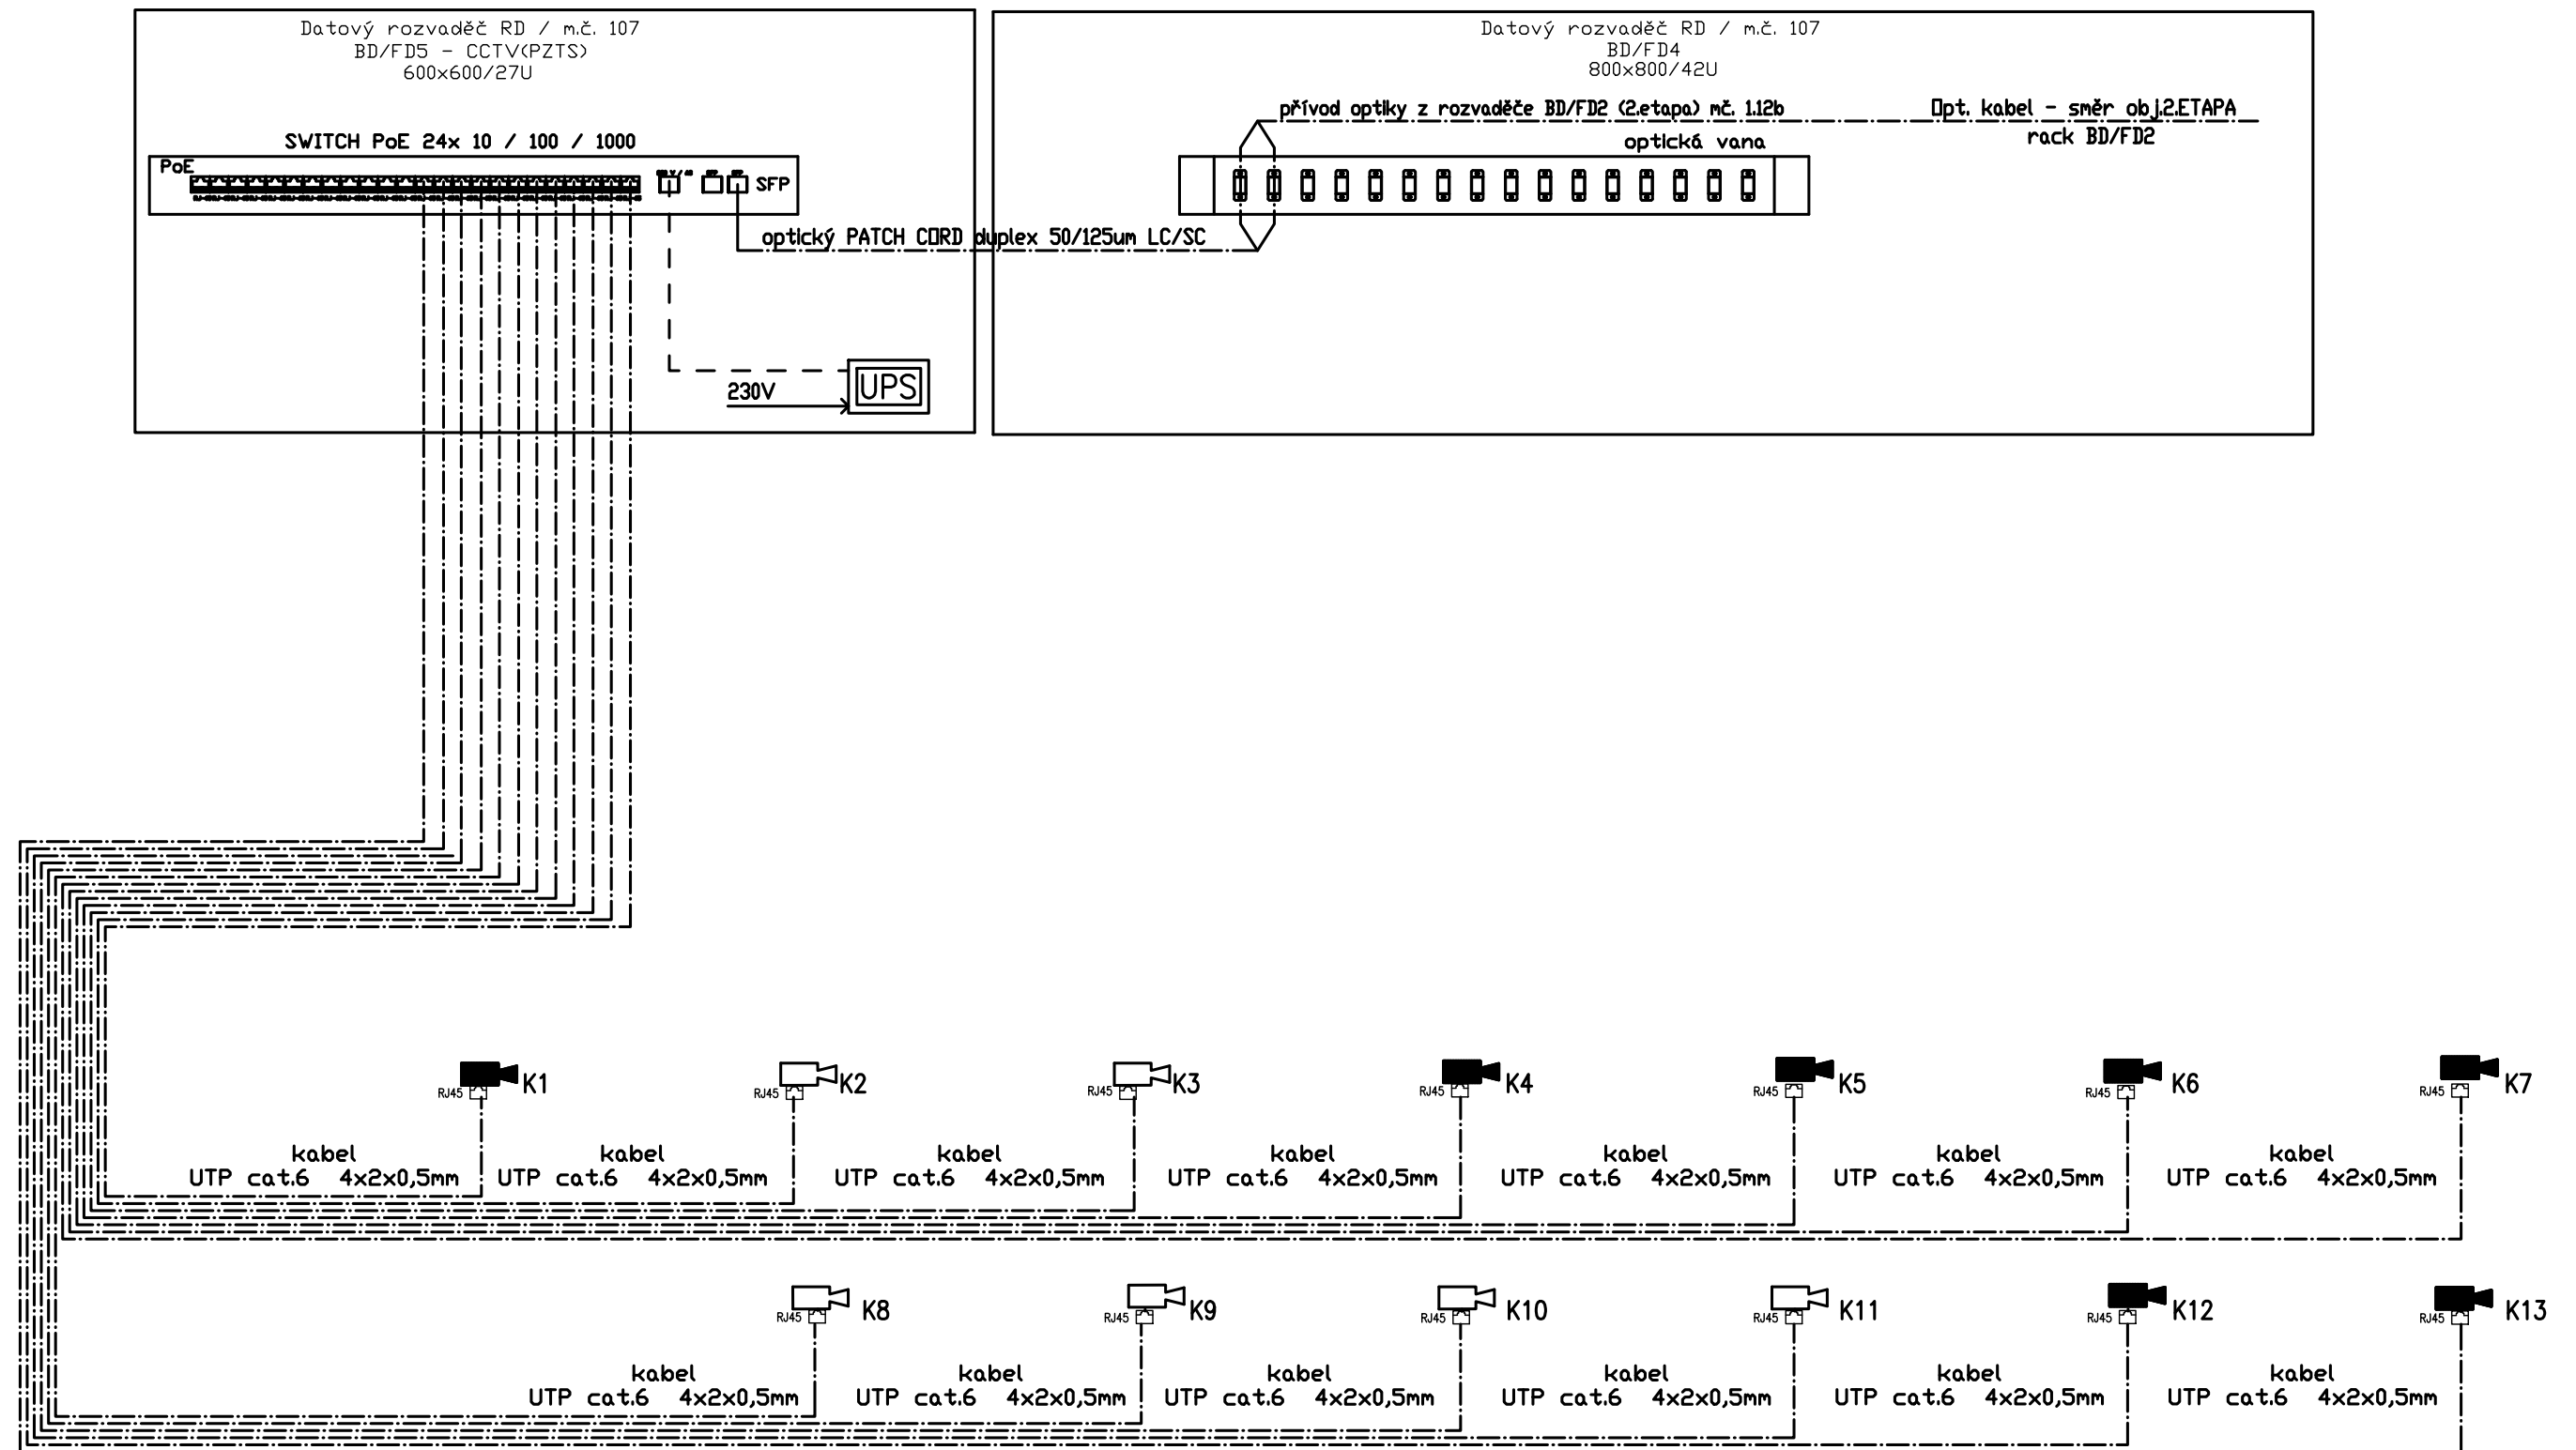 Datový rozvaděč RD / m.č. 107
BD/FD5 - CCTV(PZTS)
600x600/27U
SWITCH PoE 24x 10 / 100 / 1000
PoE
SFP
optický PATCH CORD duplex 50/125um LC/SC
230V
UPS
Datový rozvaděč RD / m.č. 107
BD/FD4
800x800/42U
přívod optiky z rozvaděče BD/FD2 (2.etapa) mč. 1.12b
Opt. kabel - směr obj.2.ETAPA
rack BD/FD2
optická vana
RJ45 K1
RJ45 K2
RJ45 K3
RJ45 K4
RJ45 K5
RJ45 K6
RJ45 K7
kabel
UTP cat.6 4x2x0,5mm
kabel
UTP cat.6 4x2x0,5mm
kabel
UTP cat.6 4x2x0,5mm
kabel
UTP cat.6 4x2x0,5mm
kabel
UTP cat.6 4x2x0,5mm
kabel
UTP cat.6 4x2x0,5mm
kabel
UTP cat.6 4x2x0,5mm
RJ45 K8
RJ45 K9
RJ45 K10
RJ45 K11
RJ45 K12
RJ45 K13
kabel
UTP cat.6 4x2x0,5mm
kabel
UTP cat.6 4x2x0,5mm
kabel
UTP cat.6 4x2x0,5mm
kabel
UTP cat.6 4x2x0,5mm
kabel
UTP cat.6 4x2x0,5mm
kabel
UTP cat.6 4x2x0,5mm